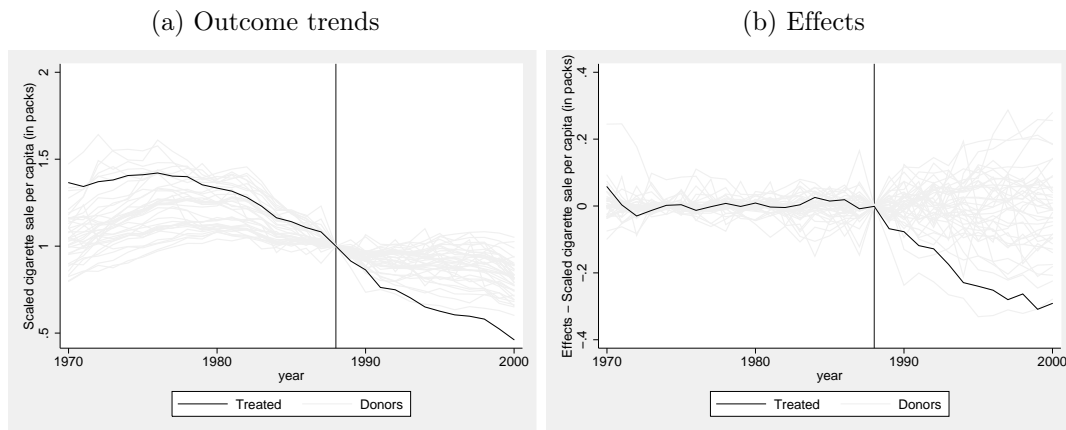 (a) Outcome trends
Scaled cigarette sale per capita (in packs)
2
1.5
1
.5
1970 1980 1990 2000
year
Treated Donors
(b) Effects
Effects − Scaled cigarette sale per capita (in packs)
.4
.2
0
-.2
-.4
1970 1980 1990 2000
year
Treated Donors